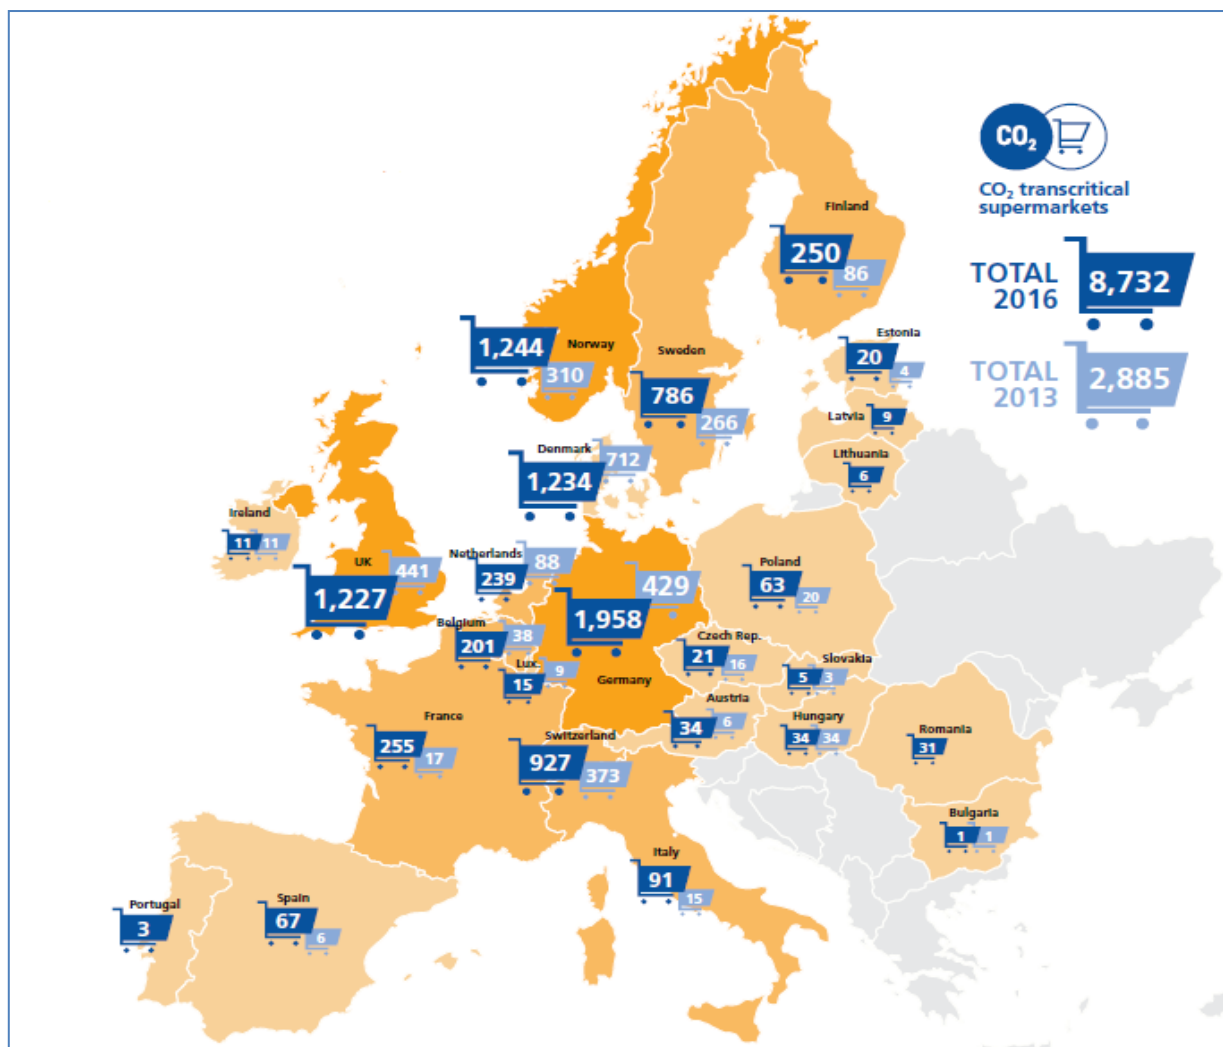 CO₂
CO₂ transcritical
supermarkets
TOTAL
2016
8,732
TOTAL
2013
2,885
Finland
250
86
Norway
1,244
310
Sweden
786
266
Estonia
20
4
Latvia
9
Lithuania
6
Denmark
712
1,234
Ireland
11
11
UK
441
1,227
Netherlands
88
239
429
1,958
Germany
Poland
63
20
Belgium
38
201
Lux.
9
15
Czech Rep.
21
16
Slovakia
5
3
Austria
6
34
Hungary
34
34
Romania
31
France
255
17
Switzerland
927
373
Bulgaria
1
1
Italy
91
15
Portugal
3
Spain
67
6